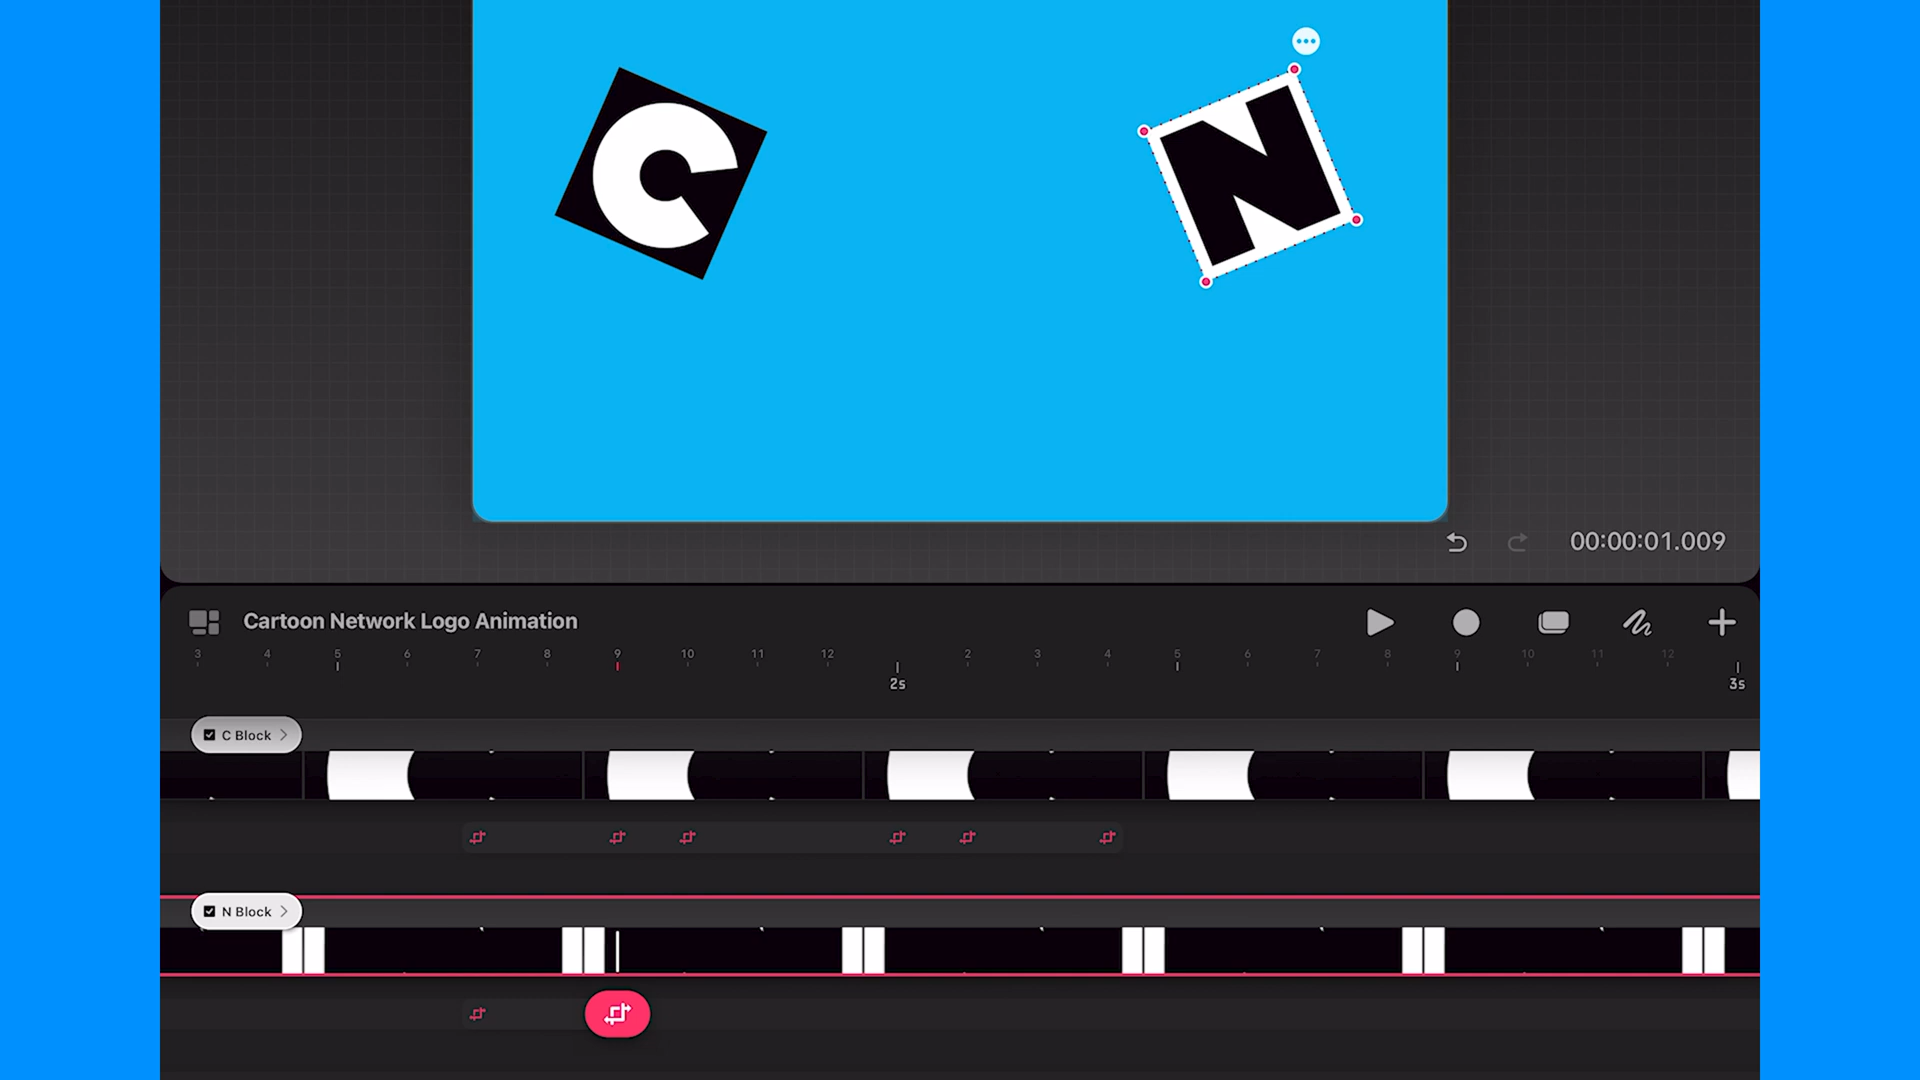 C N
00:00:01.009
Cartoon Network Logo Animation
3 4 5 6 7 8 9 10 11 12 2 3 4 5 6 7 8 9 10 11 12
2s 3s
C Block
N Block